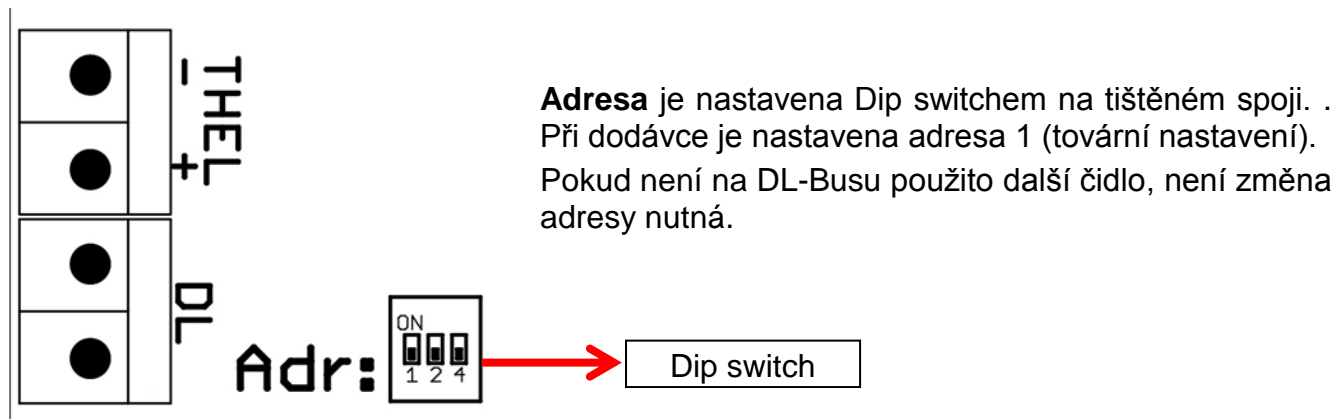 - THEL +
DL
Adr:
ON
1 2 4
Dip switch
Adresa je nastavena Dip switchem na tištěném spoji. .
Při dodávce je nastavena adresa 1 (tovární nastavení).
Pokud není na DL-Busu použito další čidlo, není změna
adresy nutná.